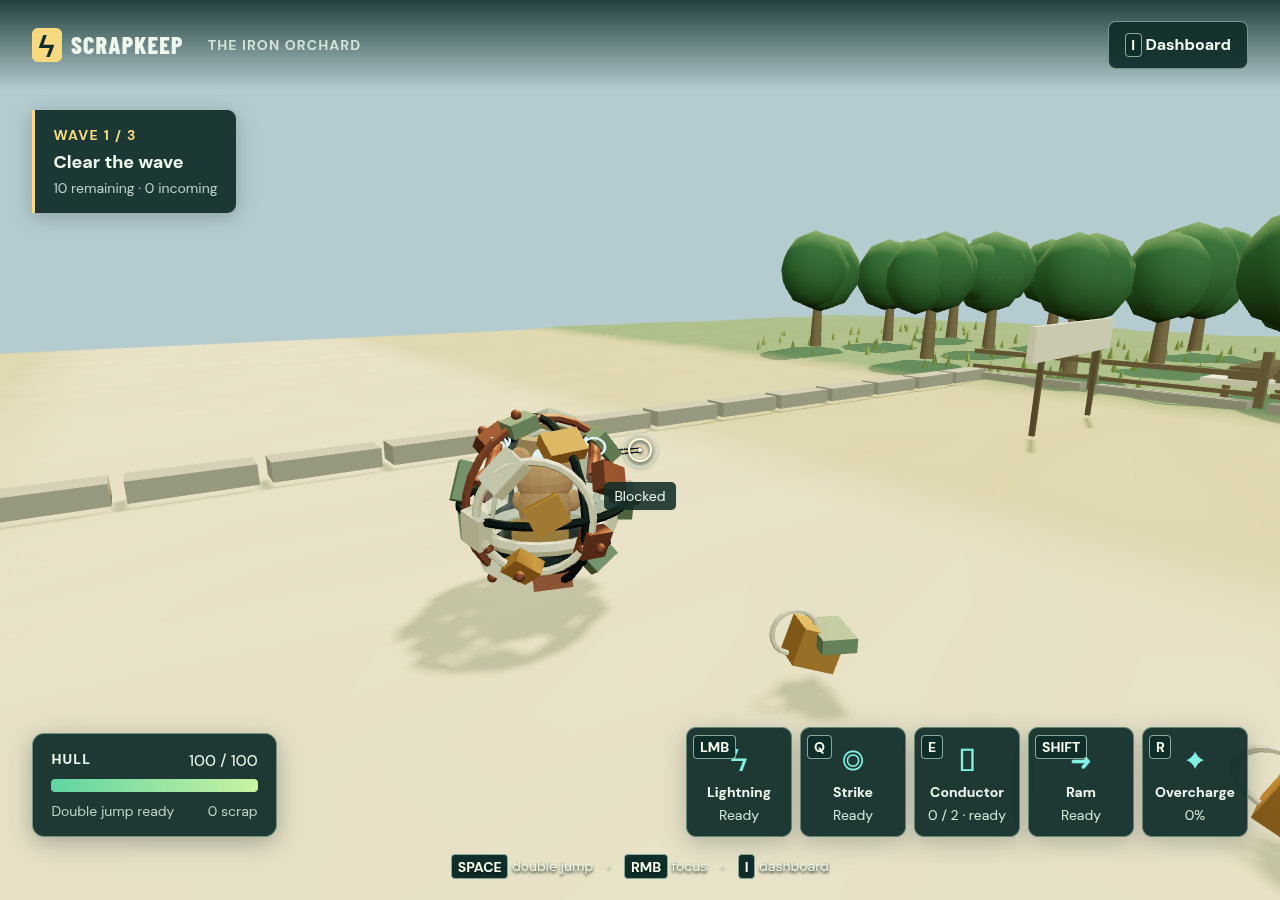 SCRAPKEEP
THE IRON ORCHARD
I Dashboard
WAVE 1 / 3
Clear the wave
10 remaining · 0 incoming
Blocked
HULL
100 / 100
Double jump ready
0 scrap
LMB
Lightning
Ready
Q
Strike
Ready
E
Conductor
0 / 2 · ready
SHIFT
Ram
Ready
R
Overcharge
0%
SPACE double jump · RMB focus · I dashboard